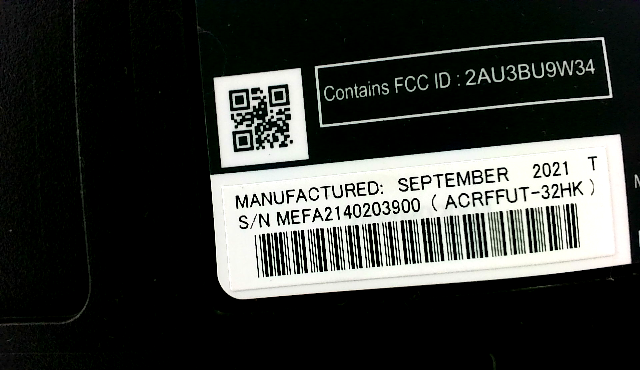 Contains FCC ID : 2AU3BU9W34
MANUFACTURED: SEPTEMBER 2021 T
S/N MEFA2140203900 ( ACRFFUT-32HK )